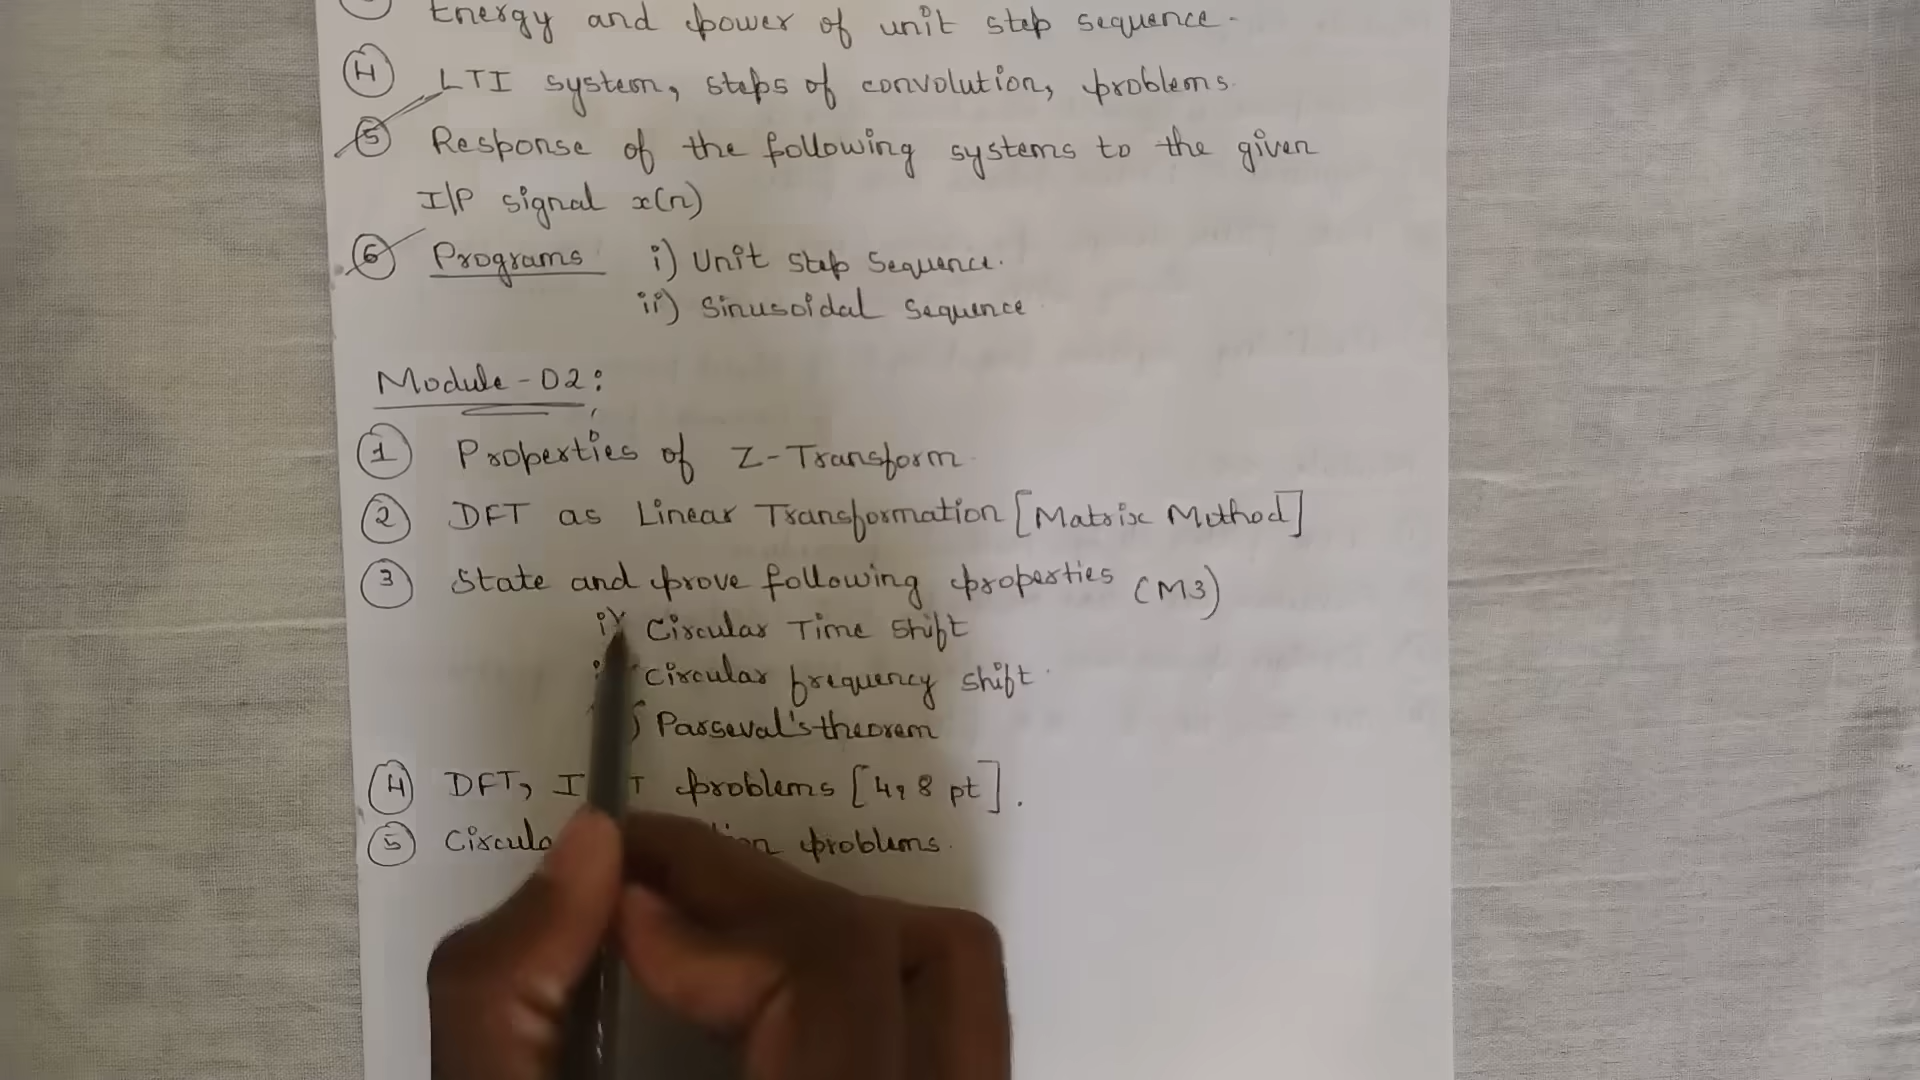 Energy and power of unit step sequence.
4 LTI system, steps of convolution, problems.
5 Response of the following systems to the given
I/P signal x(n)
6 Programs i) Unit Step Sequence.
ii) Sinusoidal Sequence
Module-02:
1 Properties of Z-Transform
2 DFT as Linear Transformation [Matrix Method]
3 State and prove following properties (M3)
i) Circular Time Shift
Circular frequency shift.
Parseval's theorem
4 DFT, problems [4, 8 pt].
5 problems.